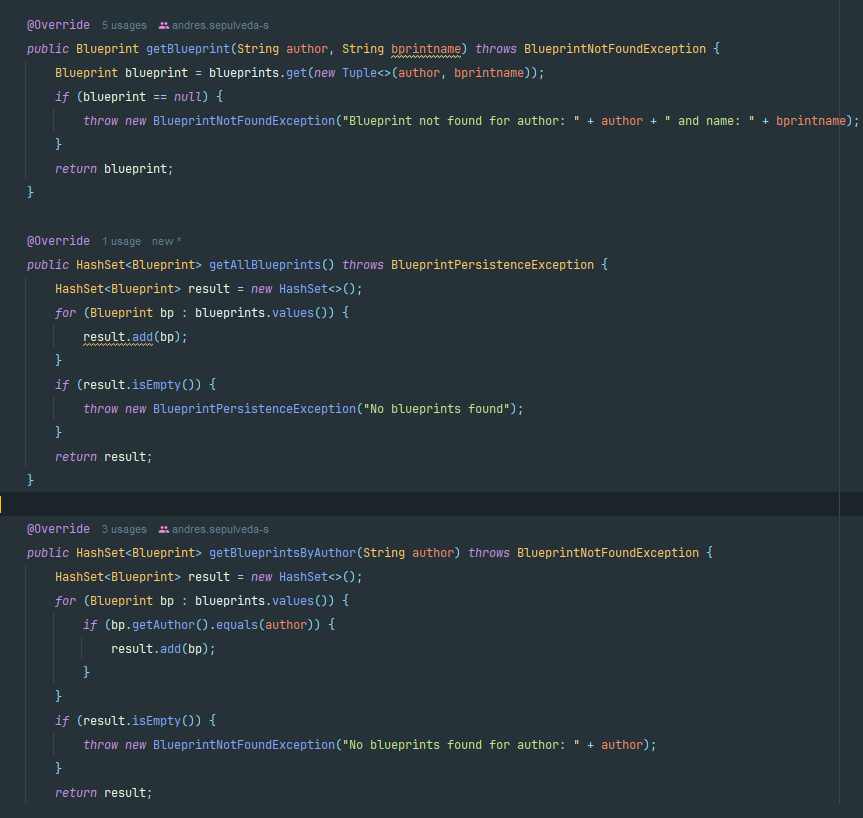 @Override 5 usages andres.sepulveda-s
public Blueprint getBlueprint(String author, String bprintname) throws BlueprintNotFoundException {
    Blueprint blueprint = blueprints.get(new Tuple<>(author, bprintname));
    if (blueprint == null) {
        throw new BlueprintNotFoundException("Blueprint not found for author: " + author + " and name: " + bprintname);
    }
    return blueprint;
}
@Override 1 usage new *
public HashSet<Blueprint> getAllBlueprints() throws BlueprintPersistenceException {
    HashSet<Blueprint> result = new HashSet<>();
    for (Blueprint bp : blueprints.values()) {
        result.add(bp);
    }
    if (result.isEmpty()) {
        throw new BlueprintPersistenceException("No blueprints found");
    }
    return result;
}
@Override 3 usages andres.sepulveda-s
public HashSet<Blueprint> getBlueprintsByAuthor(String author) throws BlueprintNotFoundException {
    HashSet<Blueprint> result = new HashSet<>();
    for (Blueprint bp : blueprints.values()) {
        if (bp.getAuthor().equals(author)) {
            result.add(bp);
        }
    }
    if (result.isEmpty()) {
        throw new BlueprintNotFoundException("No blueprints found for author: " + author);
    }
    return result;